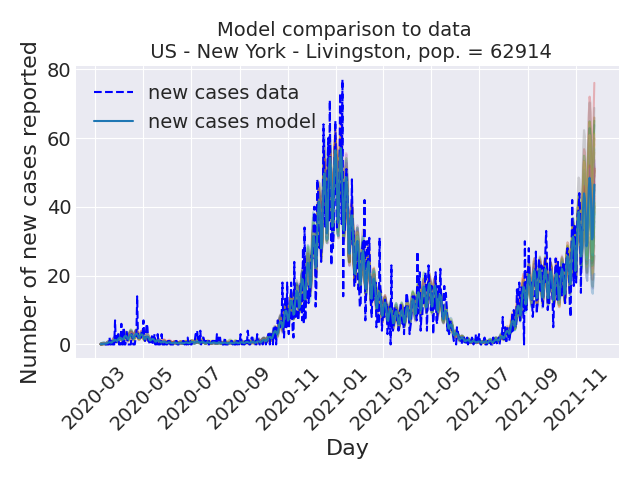 Model comparison to data
US - New York - Livingston, pop. = 62914
Number of new cases reported
80
60
40
20
0
new cases data
new cases model
2020-03
2020-05
2020-07
2020-09
2020-11
2021-01
2021-03
2021-05
2021-07
2021-09
2021-11
Day